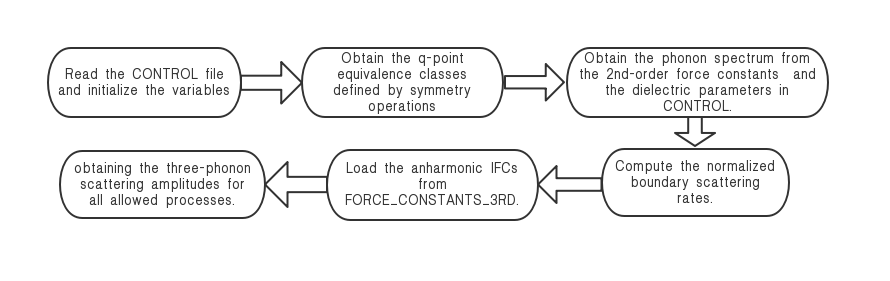 Read the CONTROL file
and initialize the variables
Obtain the q-point
equivalence classes
defined by symmetry
operations
Obtain the phonon spectrum from
the 2nd-order force constants and
the dielectric parameters in
CONTROL.
Compute the normalized
boundary scattering
rates.
Load the anharmonic IFCs
from
FORCE_CONSTANTS_3RD.
obtaining the three-phonon
scattering amplitudes for
all allowed processes.